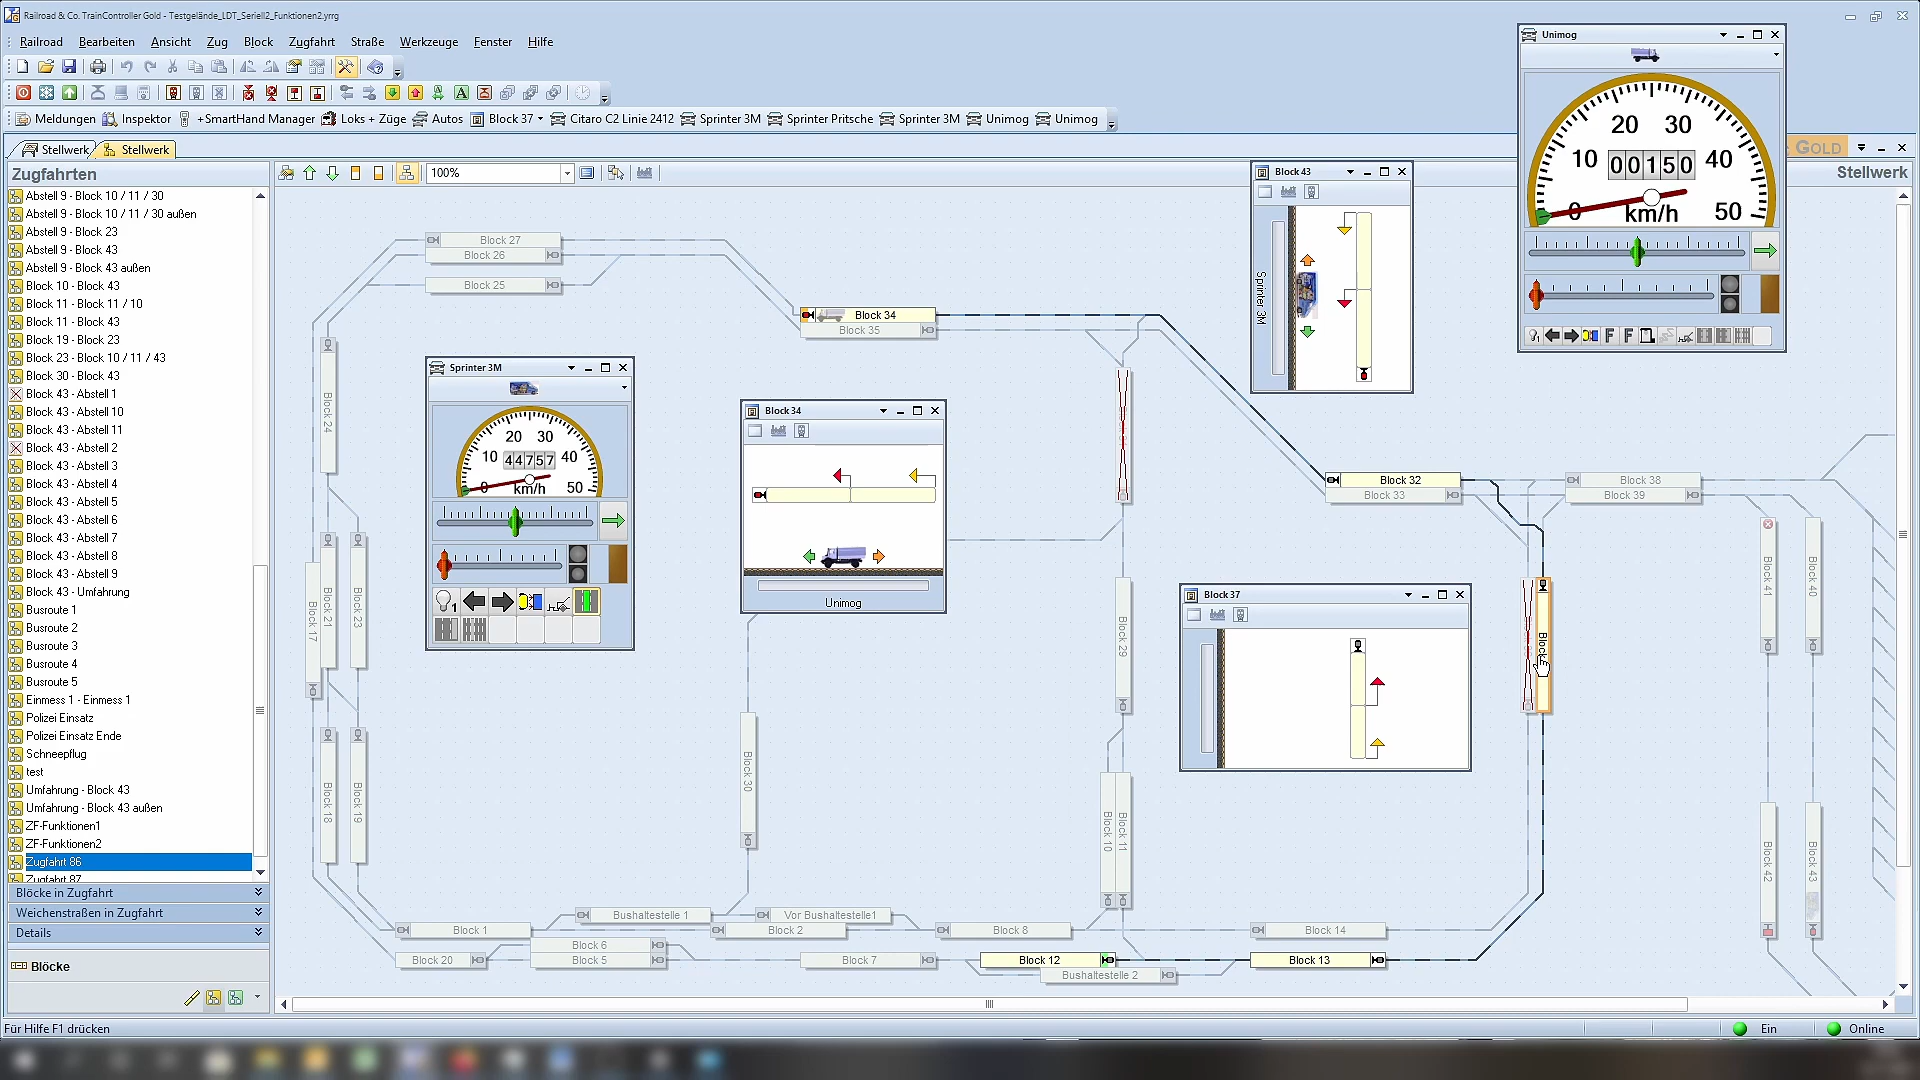 Railroad & Co. TrainController Gold - Testgelände_LDT_Seriell2_Funktionen2.yrrg
Railroad Bearbeiten Ansicht Zug Block Zugfahrt Straße Werkzeuge Fenster Hilfe
Meldungen Inspektor +SmartHand Manager Loks + Züge Autos Block 37 Citaro C2 Linie 2412 Sprinter 3M Sprinter Pritsche Sprinter 3M Unimog Unimog
Stellwerk Stellwerk
GOLD
Zugfahrten
100%
Stellwerk
Abstell 9 - Block 10 / 11 / 30
Abstell 9 - Block 10 / 11 / 30 außen
Abstell 9 - Block 23
Abstell 9 - Block 43
Abstell 9 - Block 43 außen
Block 10 - Block 43
Block 11 - Block 11 / 10
Block 11 - Block 43
Block 19 - Block 23
Block 23 - Block 10 / 11 / 43
Block 30 - Block 43
Block 43 - Abstell 1
Block 43 - Abstell 10
Block 43 - Abstell 11
Block 43 - Abstell 2
Block 43 - Abstell 3
Block 43 - Abstell 4
Block 43 - Abstell 5
Block 43 - Abstell 6
Block 43 - Abstell 7
Block 43 - Abstell 8
Block 43 - Abstell 9
Block 43 - Umfahrung
Busroute 1
Busroute 2
Busroute 3
Busroute 4
Busroute 5
Einmess 1 - Einmess 1
Polizei Einsatz
Polizei Einsatz Ende
Schneepflug
test
Umfahrung - Block 43
Umfahrung - Block 43 außen
ZF-Funktionen1
ZF-Funktionen2
Zugfahrt 86
Zugfahrt 87
Blöcke in Zugfahrt
Weichenstraßen in Zugfahrt
Details
Blöcke
Block 27
Block 26
Block 25
Block 34
Block 35
Block 24
Block 17
Block 21
Block 23
Block 18
Block 19
Block 30
Block 29
Block 10
Block 11
Block 32
Block 33
Block 38
Block 39
Block 41
Block 40
Block 42
Block 43
Bushaltestelle 1
Vor Bushaltestelle1
Block 1
Block 2
Block 8
Block 14
Block 6
Block 20
Block 5
Block 7
Block 12
Block 13
Bushaltestelle 2
Sprinter 3M
10 20 30 40
44757
0 km/h 50
1
Block 34
Unimog
Block 43
Sprinter 3M
Block 37
Unimog
20 30
10 00150 40
0 km/h 50
1 F F
Für Hilfe F1 drücken
Ein
Online